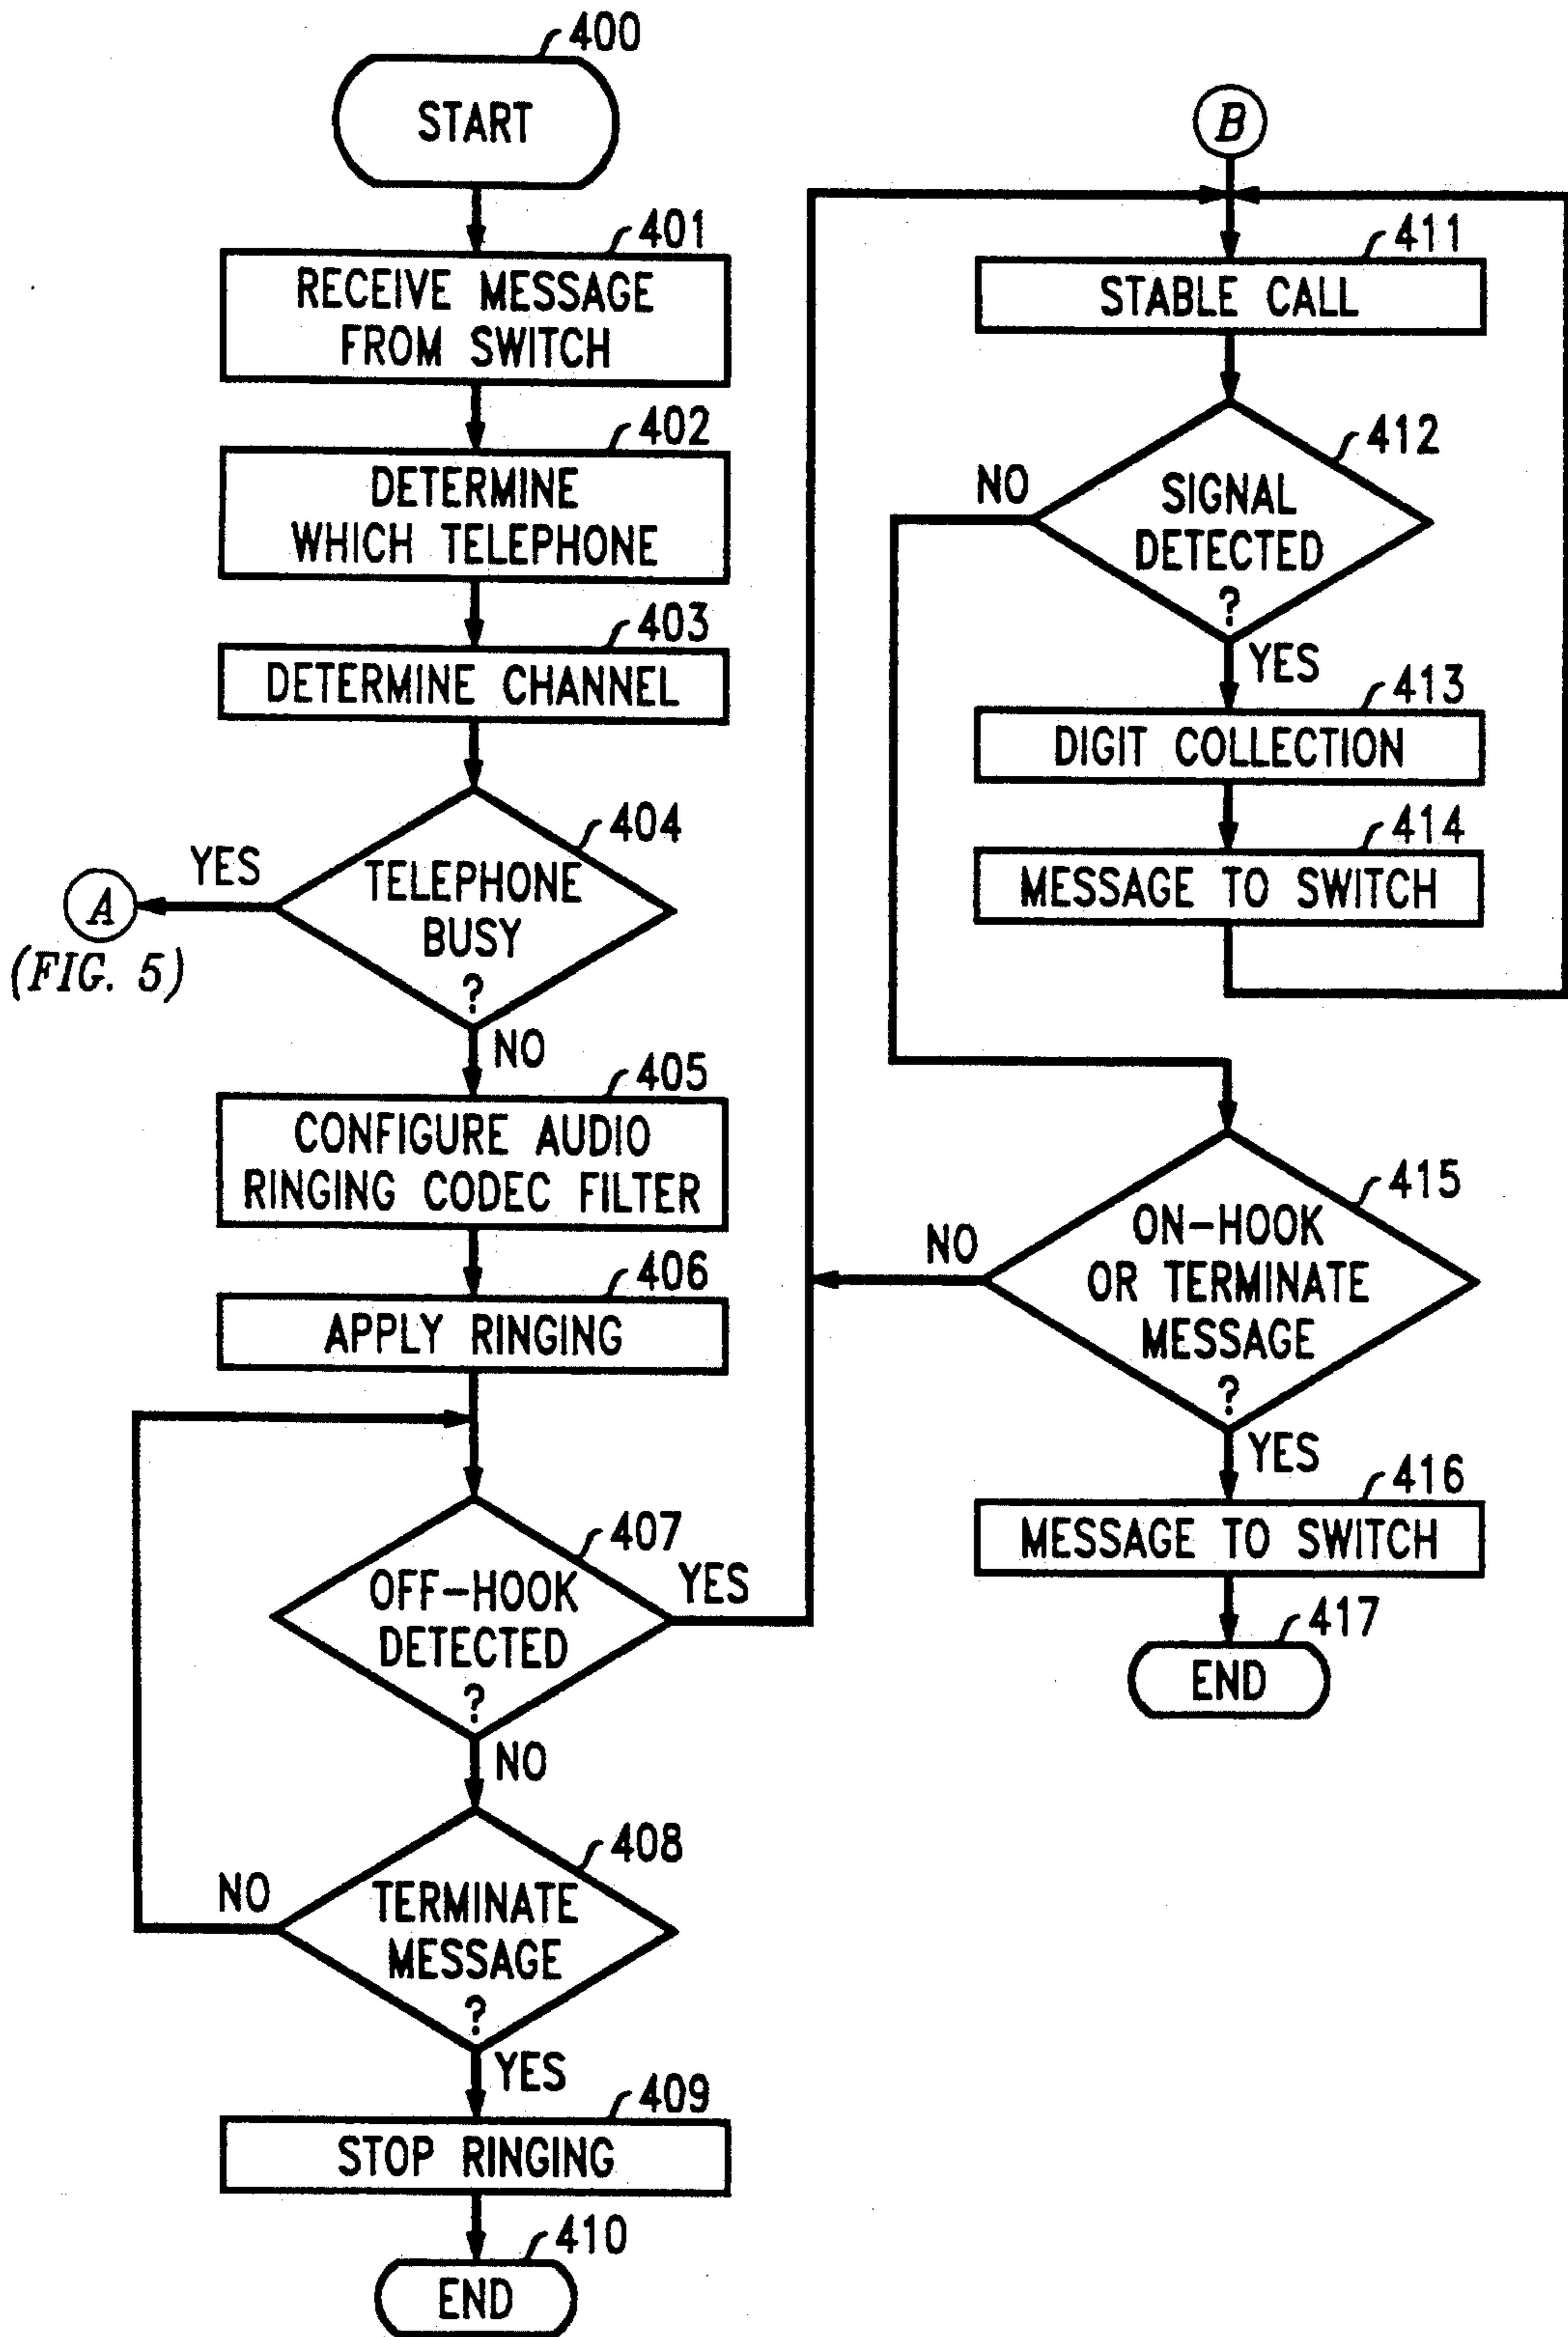 400
START
401
RECEIVE MESSAGE
FROM SWITCH
402
DETERMINE
WHICH TELEPHONE
403
DETERMINE CHANNEL
404
TELEPHONE
BUSY
?
YES
A
(FIG. 5)
NO
405
CONFIGURE AUDIO
RINGING CODEC FILTER
406
APPLY RINGING
407
OFF-HOOK
DETECTED
?
YES
NO
408
TERMINATE
MESSAGE
?
NO
YES
409
STOP RINGING
410
END
B
411
STABLE CALL
412
SIGNAL
DETECTED
?
NO
YES
413
DIGIT COLLECTION
414
MESSAGE TO SWITCH
415
ON-HOOK
OR TERMINATE
MESSAGE
?
NO
YES
416
MESSAGE TO SWITCH
417
END